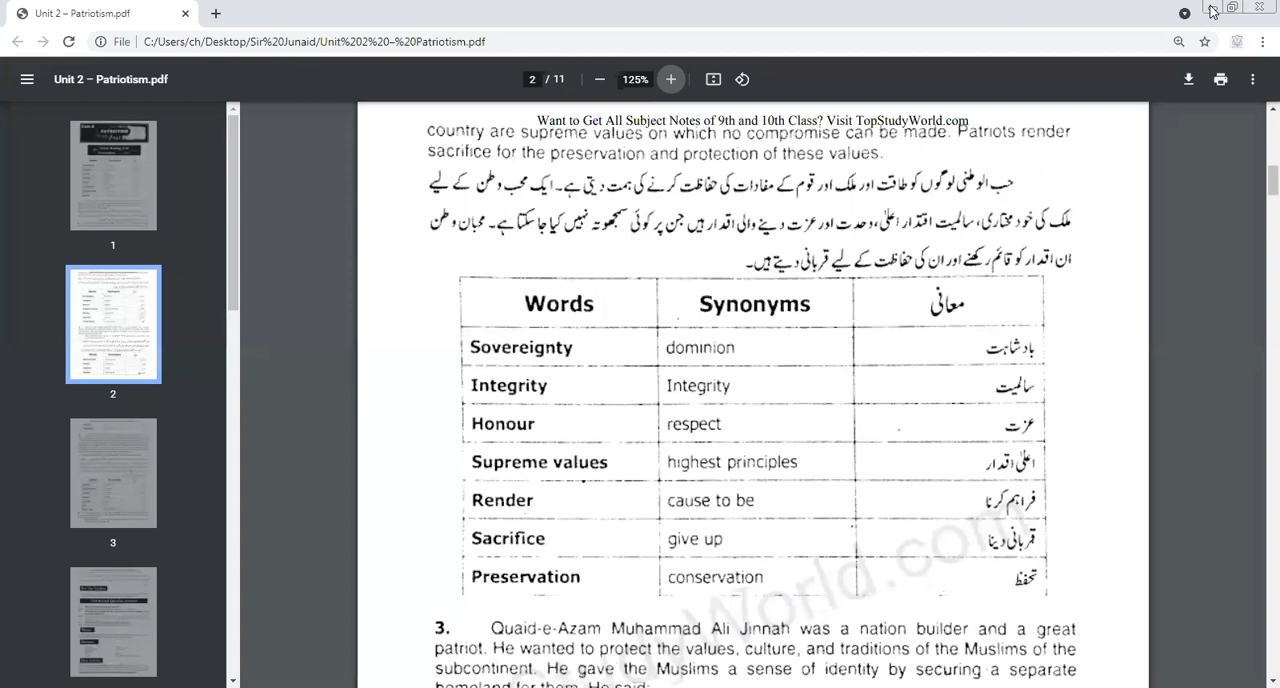 Unit 2 – Patriotism.pdf
File C:/Users/ch/Desktop/Sir%20Junaid/Unit%202%20–%20Patriotism.pdf
Unit 2 – Patriotism.pdf 2 / 11 125%
Want to Get All Subject Notes of 9th and 10th Class? Visit TopStudyWorld.com
country are supreme values on which no compromise can be made. Patriots render
sacrifice for the preservation and protection of these values.
حب الوطنی لوگوں کو طاقت اور ملک اور قوم کے مفادات کی حفاظت کرنے کی ہمت دیتی ہے۔ ایک محب وطن کے لیے
ملک کی خود مختاری، سالمیت اقتدار اعلیٰ، وحدت اور عزت دینے والی اقدار ہیں جن پر کوئی سمجھوتہ نہیں کیا جا سکتا ہے۔ محبان وطن
ان اقدار کو قائم رکھنے اور ان کی حفاظت کے لیے قربانی دیتے ہیں۔
Words Synonyms معانی
Sovereignty dominion بادشاہت
Integrity Integrity سالمیت
Honour respect عزت
Supreme values highest principles اعلیٰ اقدار
Render cause to be فراہم کرنا
Sacrifice give up قربانی دینا
Preservation conservation تحفظ
3. Quaid-e-Azam Muhammad Ali Jinnah was a nation builder and a great
patriot. He wanted to protect the values, culture, and traditions of the Muslims of the
subcontinent. He gave the Muslims a sense of identity by securing a separate
homeland for them. He said:
1
2
3